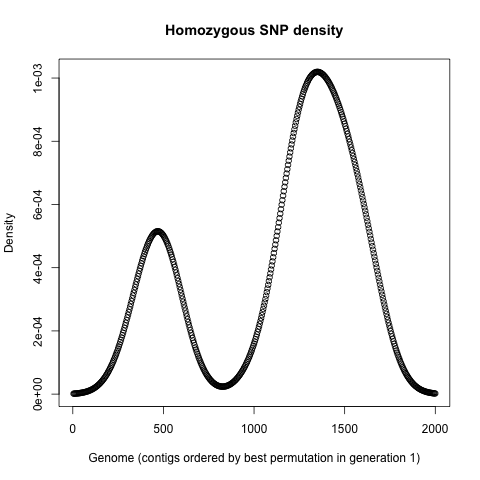 Homozygous SNP density
Density
1e-03
8e-04
6e-04
4e-04
2e-04
0e+00
0 500 1000 1500 2000
Genome (contigs ordered by best permutation in generation 1)